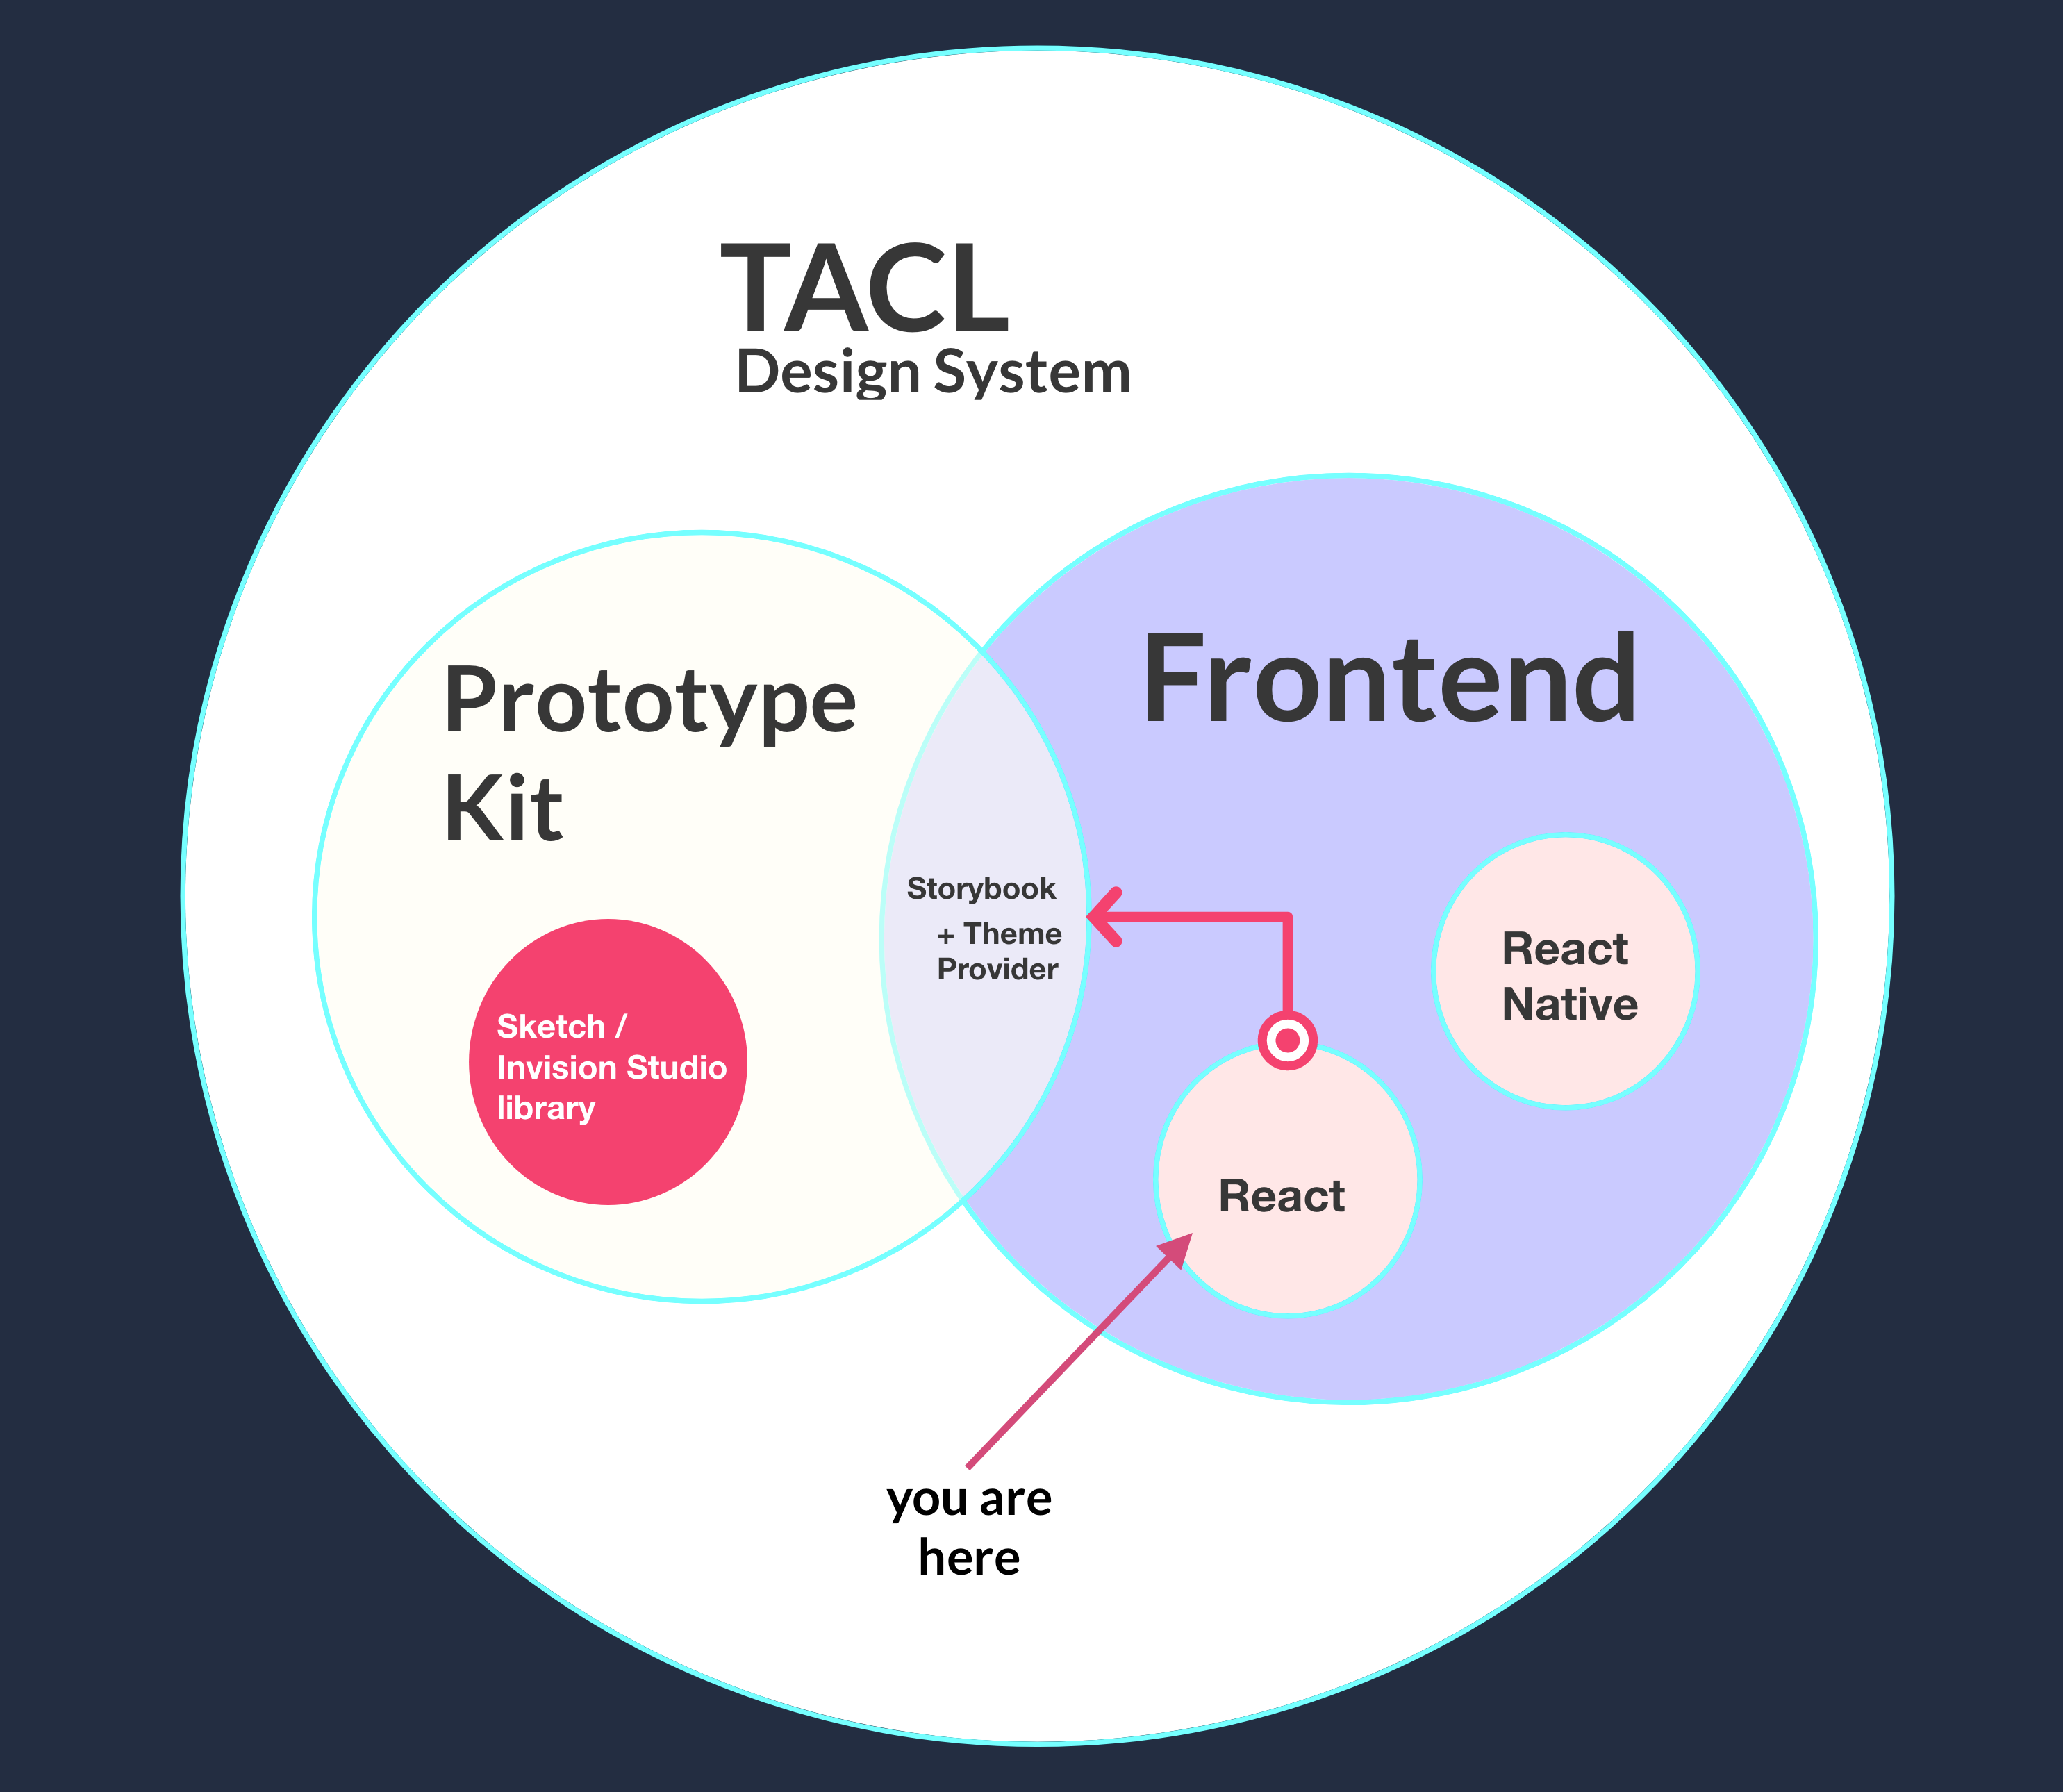 TACL
Design System
Prototype
Kit
Frontend
Storybook
+ Theme
Provider
React
Native
Sketch /
Invision Studio
library
React
you are
here